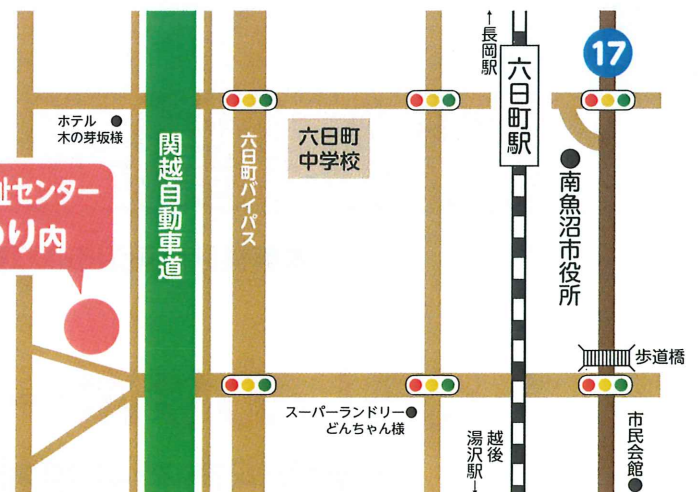 ↑長岡駅
17
六日町駅
ホテル
木の芽坂様
関越自動車道
六日町バイパス
六日町
中学校
南魚沼市役所
祉センター
り内
歩道橋
スーパーランドリー
どんちゃん様
越後
湯沢駅→
市民会館